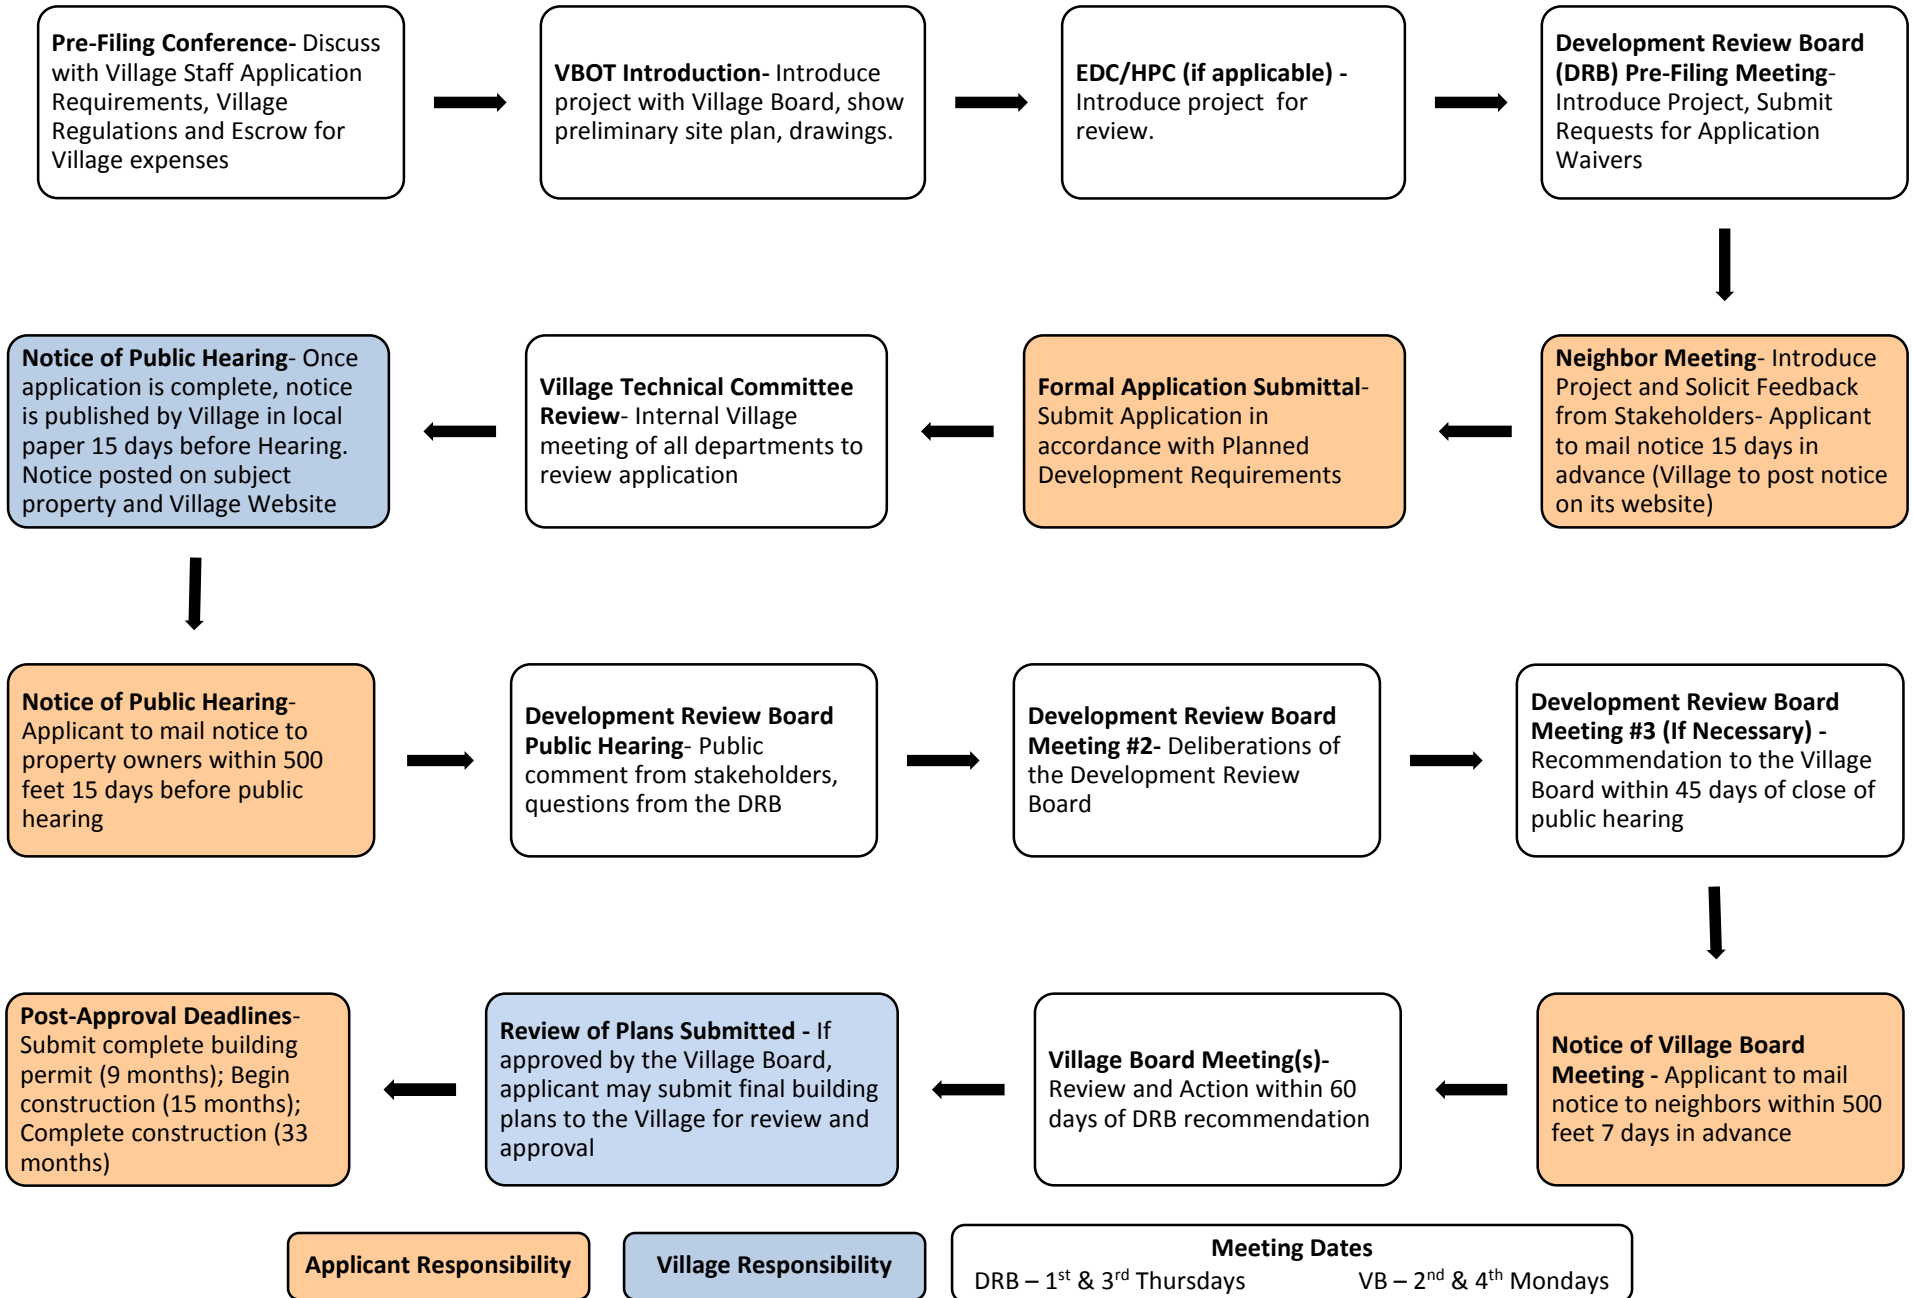 Pre-Filing Conference- Discuss
with Village Staff Application
Requirements, Village
Regulations and Escrow for
Village expenses
VBOT Introduction- Introduce
project with Village Board, show
preliminary site plan, drawings.
EDC/HPC (if applicable) -
Introduce project for
review.
Development Review Board
(DRB) Pre-Filing Meeting-
Introduce Project, Submit
Requests for Application
Waivers
Neighbor Meeting- Introduce
Project and Solicit Feedback
from Stakeholders- Applicant
to mail notice 15 days in
advance (Village to post notice
on its website)
Formal Application Submittal-
Submit Application in
accordance with Planned
Development Requirements
Village Technical Committee
Review- Internal Village
meeting of all departments to
review application
Notice of Public Hearing- Once
application is complete, notice
is published by Village in local
paper 15 days before Hearing.
Notice posted on subject
property and Village Website
Notice of Public Hearing-
Applicant to mail notice to
property owners within 500
feet 15 days before public
hearing
Development Review Board
Public Hearing- Public
comment from stakeholders,
questions from the DRB
Development Review Board
Meeting #2- Deliberations of
the Development Review
Board
Development Review Board
Meeting #3 (If Necessary) -
Recommendation to the Village
Board within 45 days of close of
public hearing
Notice of Village Board
Meeting - Applicant to mail
notice to neighbors within 500
feet 7 days in advance
Village Board Meeting(s)-
Review and Action within 60
days of DRB recommendation
Review of Plans Submitted - If
approved by the Village Board,
applicant may submit final building
plans to the Village for review and
approval
Post-Approval Deadlines-
Submit complete building
permit (9 months); Begin
construction (15 months);
Complete construction (33
months)
Applicant Responsibility
Village Responsibility
Meeting Dates
DRB – 1st & 3rd Thursdays VB – 2nd & 4th Mondays